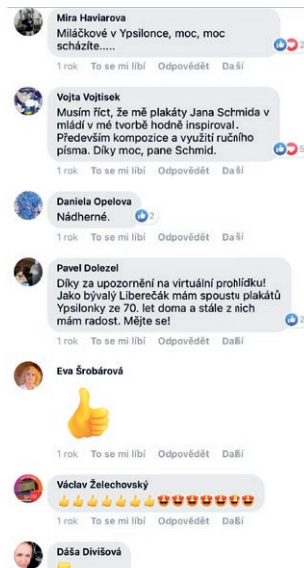 Mira Haviarova
Miláčkové v Ypsilonce, moc, moc
scházíte.....
2
1 rok To se mi líbí Odpovědět Další
Vojta Vojtisek
Musím říct, že mě plakáty Jana Schmida v
mládí v mé tvorbě hodně inspiroval.
Především kompozice a využití ručního
písma. Díky moc, pane Schmid.
5
1 rok To se mi líbí Odpovědět Další
Daniela Opelova
Nádherné.
2
1 rok To se mi líbí Odpovědět Další
Pavel Dolezel
Díky za upozornění na virtuální prohlídku!
Jako bývalý Liberečák mám spoustu plakátů
Ypsilonky ze 70. let doma a stále z nich
mám radost. Mějte se!
2
1 rok To se mi líbí Odpovědět Další
Eva Šrobárová
👍
1 rok To se mi líbí Odpovědět Další
Václav Želechovský
👍👍👍👍👍👍👍😍😍😍😍😍😍😍
1 rok To se mi líbí Odpovědět Další
Dáša Divišová